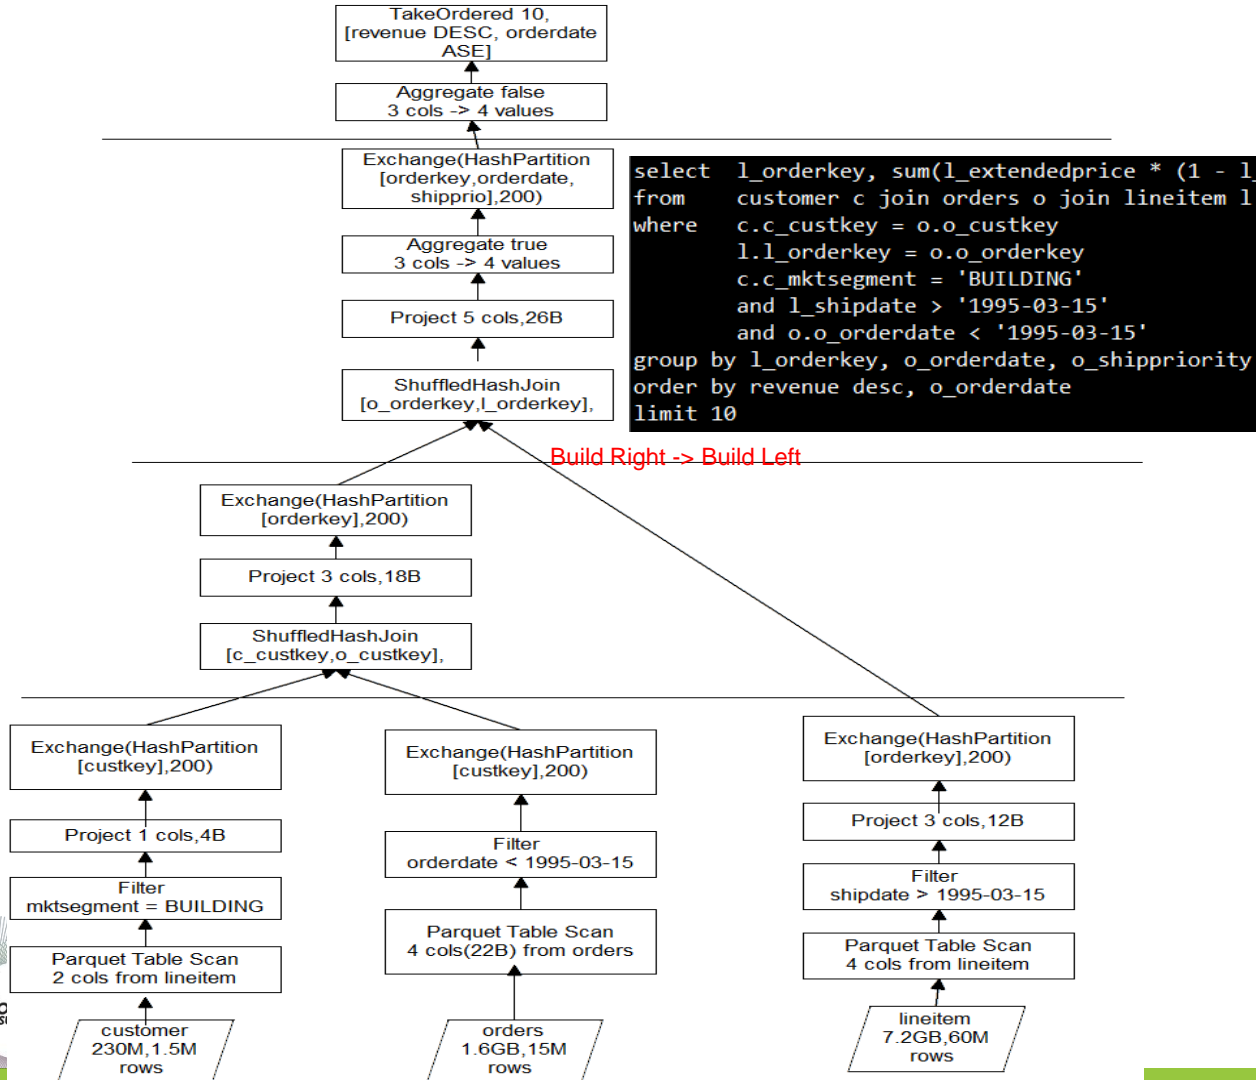 TakeOrdered 10,
[revenue DESC, orderdate
ASE]
Aggregate false
3 cols -> 4 values
Exchange(HashPartition
[orderkey,orderdate,
shipprio],200)
Aggregate true
3 cols -> 4 values
Project 5 cols,26B
ShuffledHashJoin
[o_orderkey,l_orderkey],
select l_orderkey, sum(l_extendedprice * (1 - l_
from customer c join orders o join lineitem l
where c.c_custkey = o.o_custkey
l.l_orderkey = o.o_orderkey
c.c_mktsegment = 'BUILDING'
and l_shipdate > '1995-03-15'
and o.o_orderdate < '1995-03-15'
group by l_orderkey, o_orderdate, o_shippriority
order by revenue desc, o_orderdate
limit 10
Build Right -> Build Left
Exchange(HashPartition
[orderkey],200)
Project 3 cols,18B
ShuffledHashJoin
[c_custkey,o_custkey],
Exchange(HashPartition
[custkey],200)
Project 1 cols,4B
Filter
mktsegment = BUILDING
Parquet Table Scan
2 cols from lineitem
customer
230M,1.5M
rows
Exchange(HashPartition
[custkey],200)
Filter
orderdate < 1995-03-15
Parquet Table Scan
4 cols(22B) from orders
orders
1.6GB,15M
rows
Exchange(HashPartition
[orderkey],200)
Project 3 cols,12B
Filter
shipdate > 1995-03-15
Parquet Table Scan
4 cols from lineitem
lineitem
7.2GB,60M
rows